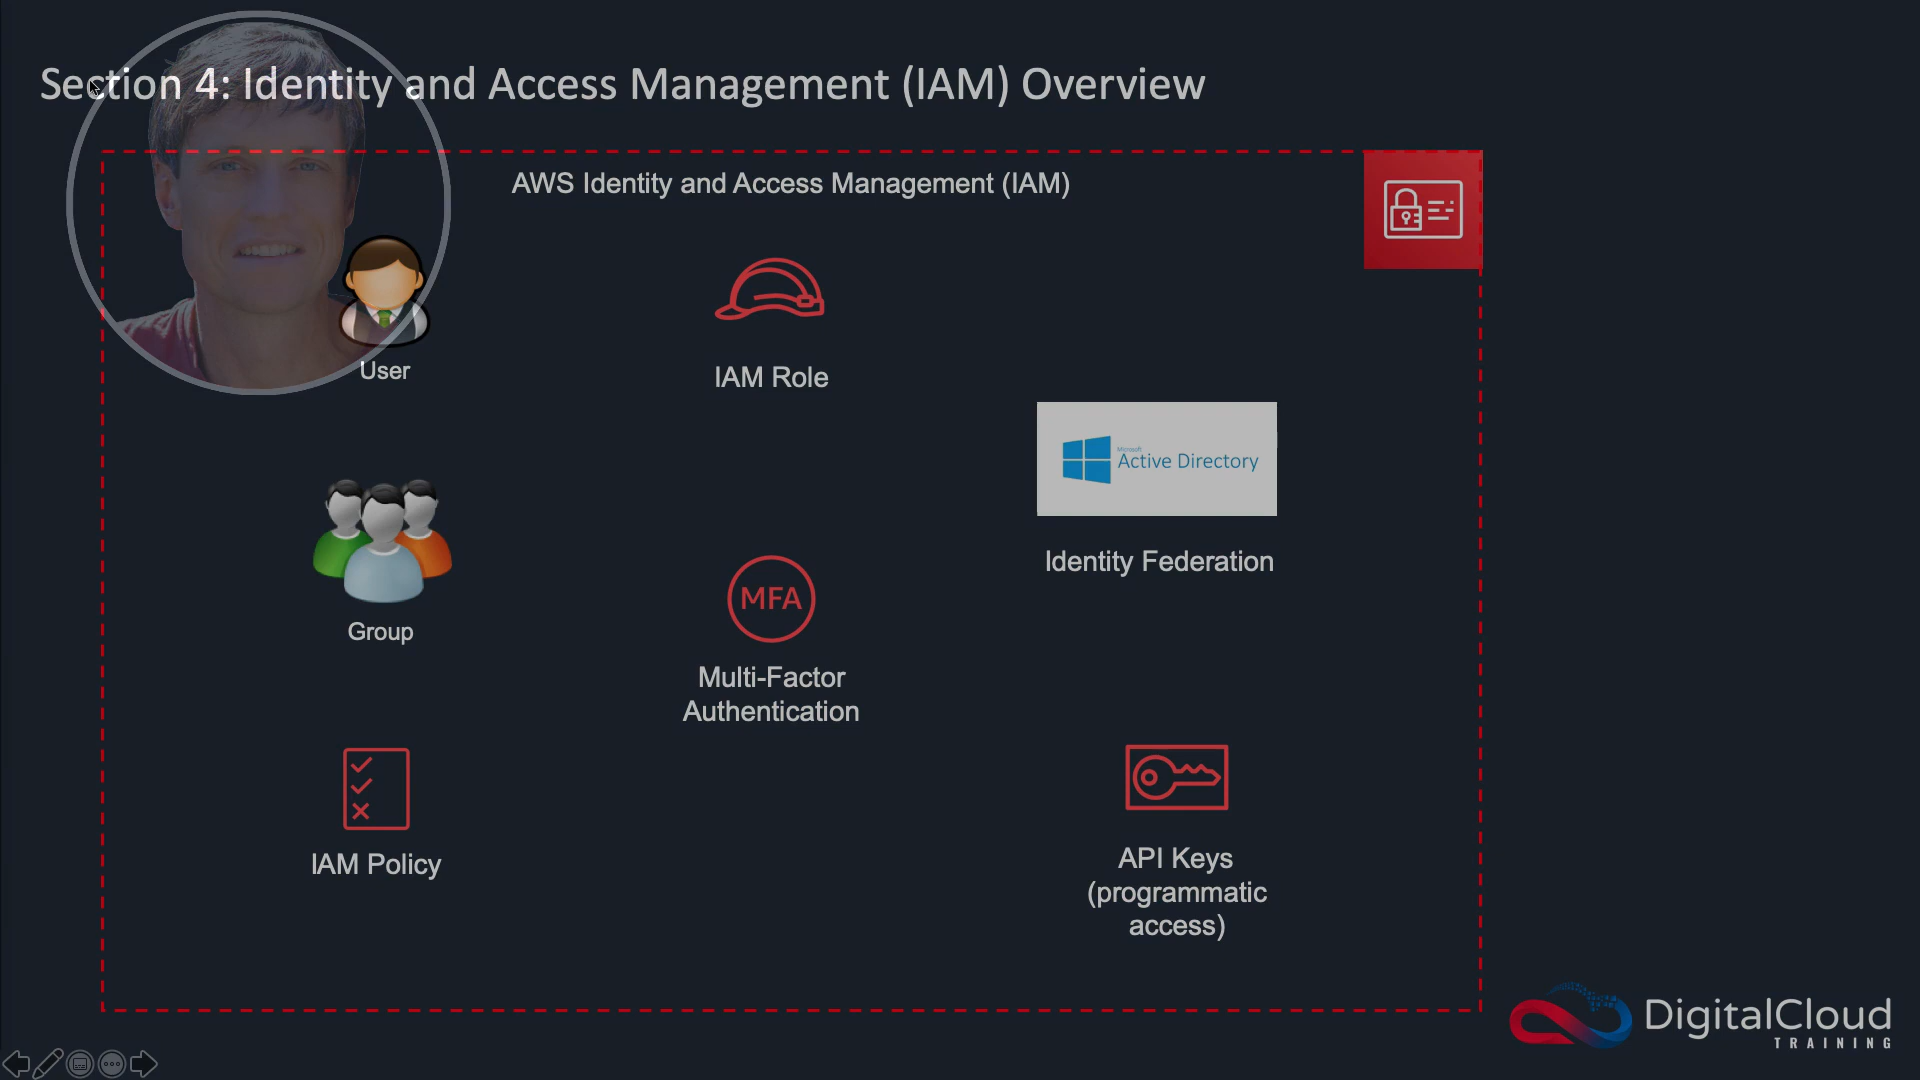 Section 4: Identity and Access Management (IAM) Overview
AWS Identity and Access Management (IAM)
User
IAM Role
Microsoft
Active Directory
Identity Federation
Group
MFA
Multi-Factor
Authentication
IAM Policy
API Keys
(programmatic
access)
DigitalCloud
TRAINING